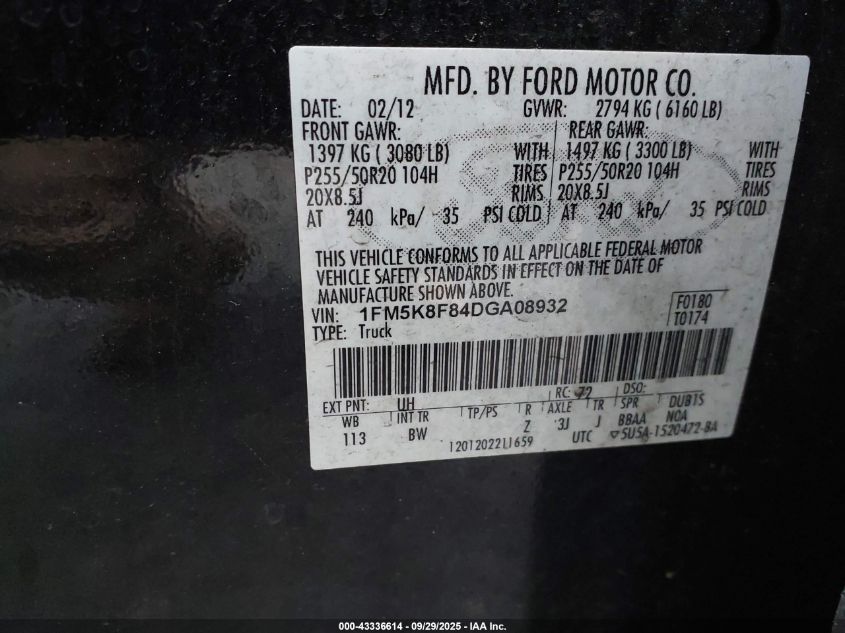 MFD. BY FORD MOTOR CO.
DATE: 02/12 GVWR: 2794 KG ( 6160 LB)
FRONT GAWR: REAR GAWR:
1397 KG ( 3080 LB) WITH 1497 KG ( 3300 LB) WITH
P255/50R20 104H TIRES P255/50R20 104H TIRES
20X8.5J RIMS 20X8.5J RIMS
AT 240 kPa/ 35 PSI COLD AT 240 kPa/ 35 PSI COLD
THIS VEHICLE CONFORMS TO ALL APPLICABLE FEDERAL MOTOR
VEHICLE SAFETY STANDARDS IN EFFECT ON THE DATE OF
MANUFACTURE SHOWN ABOVE.
VIN: 1FM5K8F84DGA08932 F0180
TYPE: Truck T0174
EXT PNT: UH RC: 72 DSO:
WB INT TR TP/PS R AXLE TR SPR DUB1S
113 BW Z 3J J BBAA NOA
12012022L1659 UTC ▽5U5A-1520472-BA
000-43336614 - 09/29/2025 - IAA Inc.